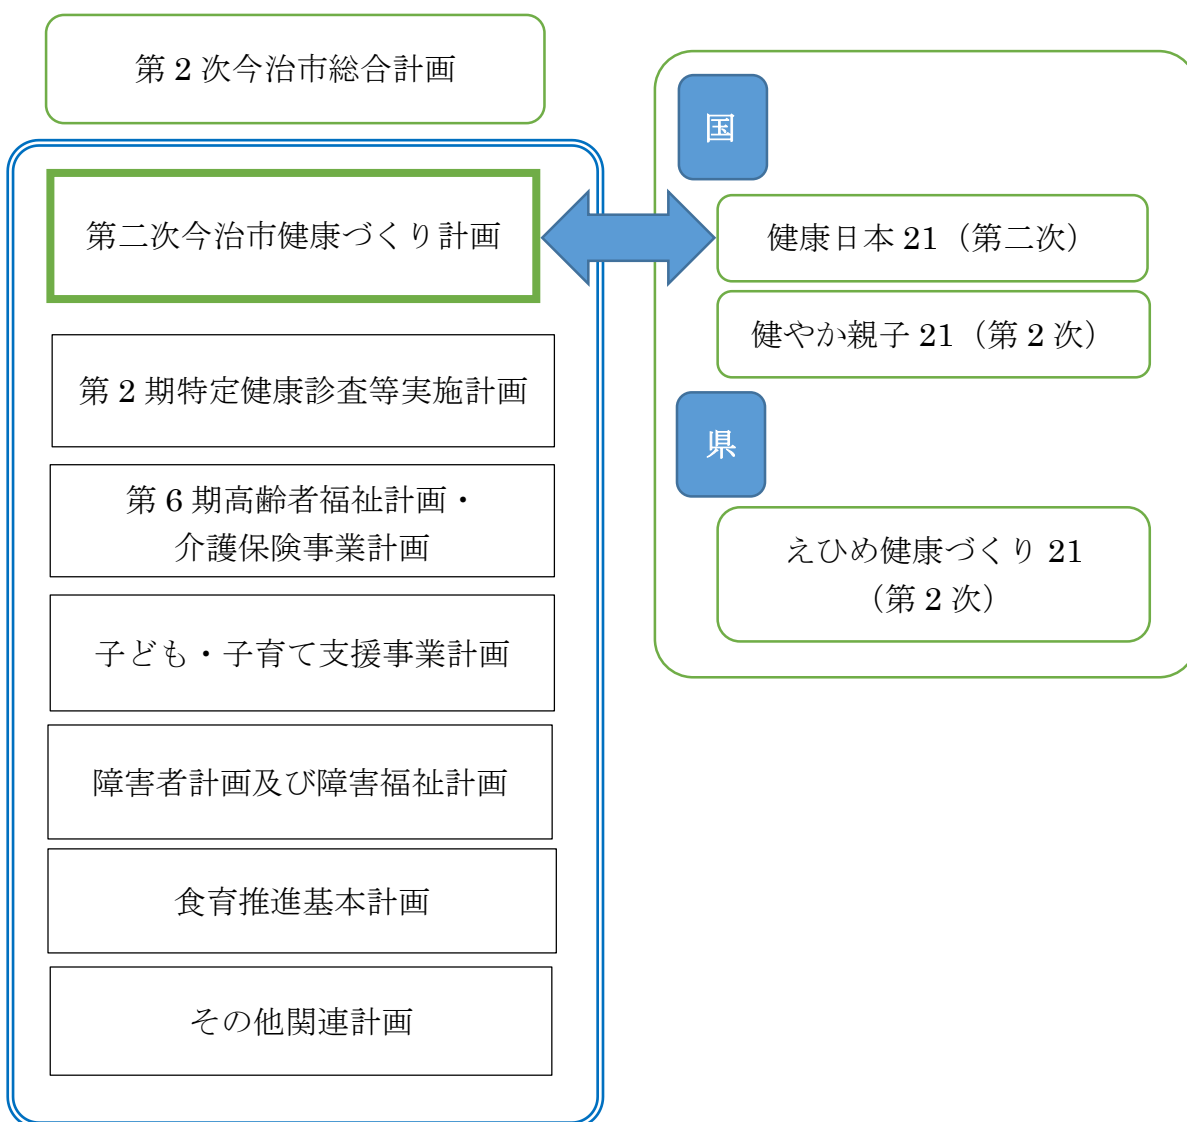 第2次今治市総合計画
第二次今治市健康づくり計画
第2期特定健康診査等実施計画
第6期高齢者福祉計画・
介護保険事業計画
子ども・子育て支援事業計画
障害者計画及び障害福祉計画
食育推進基本計画
その他関連計画
国
健康日本21（第二次）
健やか親子21（第2次）
県
えひめ健康づくり21
（第2次）